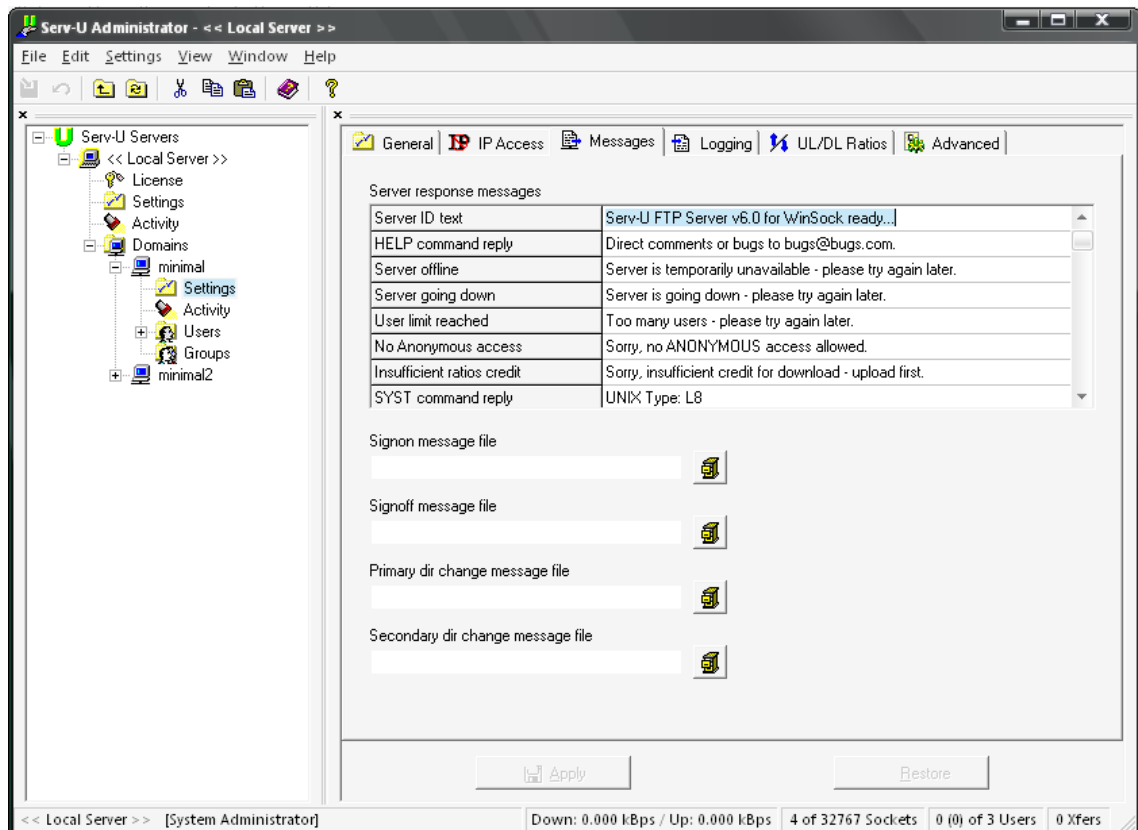 Serv-U Administrator - << Local Server >>
File Edit Settings View Window Help
Serv-U Servers
<< Local Server >>
License
Settings
Activity
Domains
minimal
Settings
Activity
Users
Groups
minimal2
General IP Access Messages Logging UL/DL Ratios Advanced
Server response messages
Server ID text Serv-U FTP Server v6.0 for WinSock ready...
HELP command reply Direct comments or bugs to bugs@bugs.com.
Server offline Server is temporarily unavailable - please try again later.
Server going down Server is going down - please try again later.
User limit reached Too many users - please try again later.
No Anonymous access Sorry, no ANONYMOUS access allowed.
Insufficient ratios credit Sorry, insufficient credit for download - upload first.
SYST command reply UNIX Type: L8
Signon message file
Signoff message file
Primary dir change message file
Secondary dir change message file
Apply Restore
<< Local Server >> [System Administrator] Down: 0.000 kBps / Up: 0.000 kBps 4 of 32767 Sockets 0 (0) of 3 Users 0 Xfers